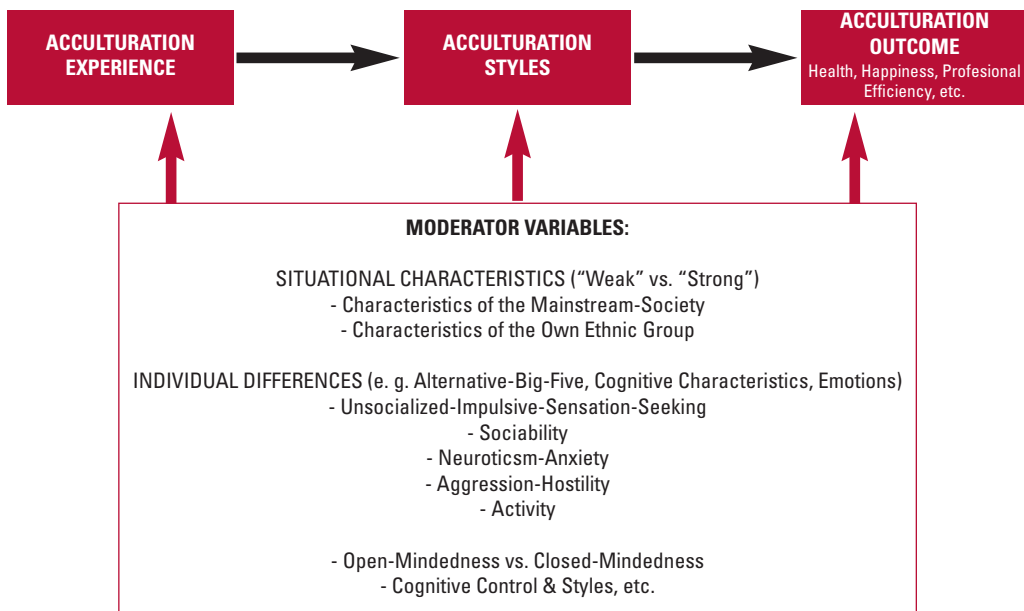 ACCULTURATION
EXPERIENCE
ACCULTURATION
STYLES
ACCULTURATION
OUTCOME
Health, Happiness, Profesional
Efficiency, etc.
MODERATOR VARIABLES:
SITUATIONAL CHARACTERISTICS (“Weak” vs. “Strong”)
- Characteristics of the Mainstream-Society
- Characteristics of the Own Ethnic Group
INDIVIDUAL DIFFERENCES (e. g. Alternative-Big-Five, Cognitive Characteristics, Emotions)
- Unsocialized-Impulsive-Sensation-Seeking
- Sociability
- Neuroticsm-Anxiety
- Aggression-Hostility
- Activity
- Open-Mindedness vs. Closed-Mindedness
- Cognitive Control & Styles, etc.